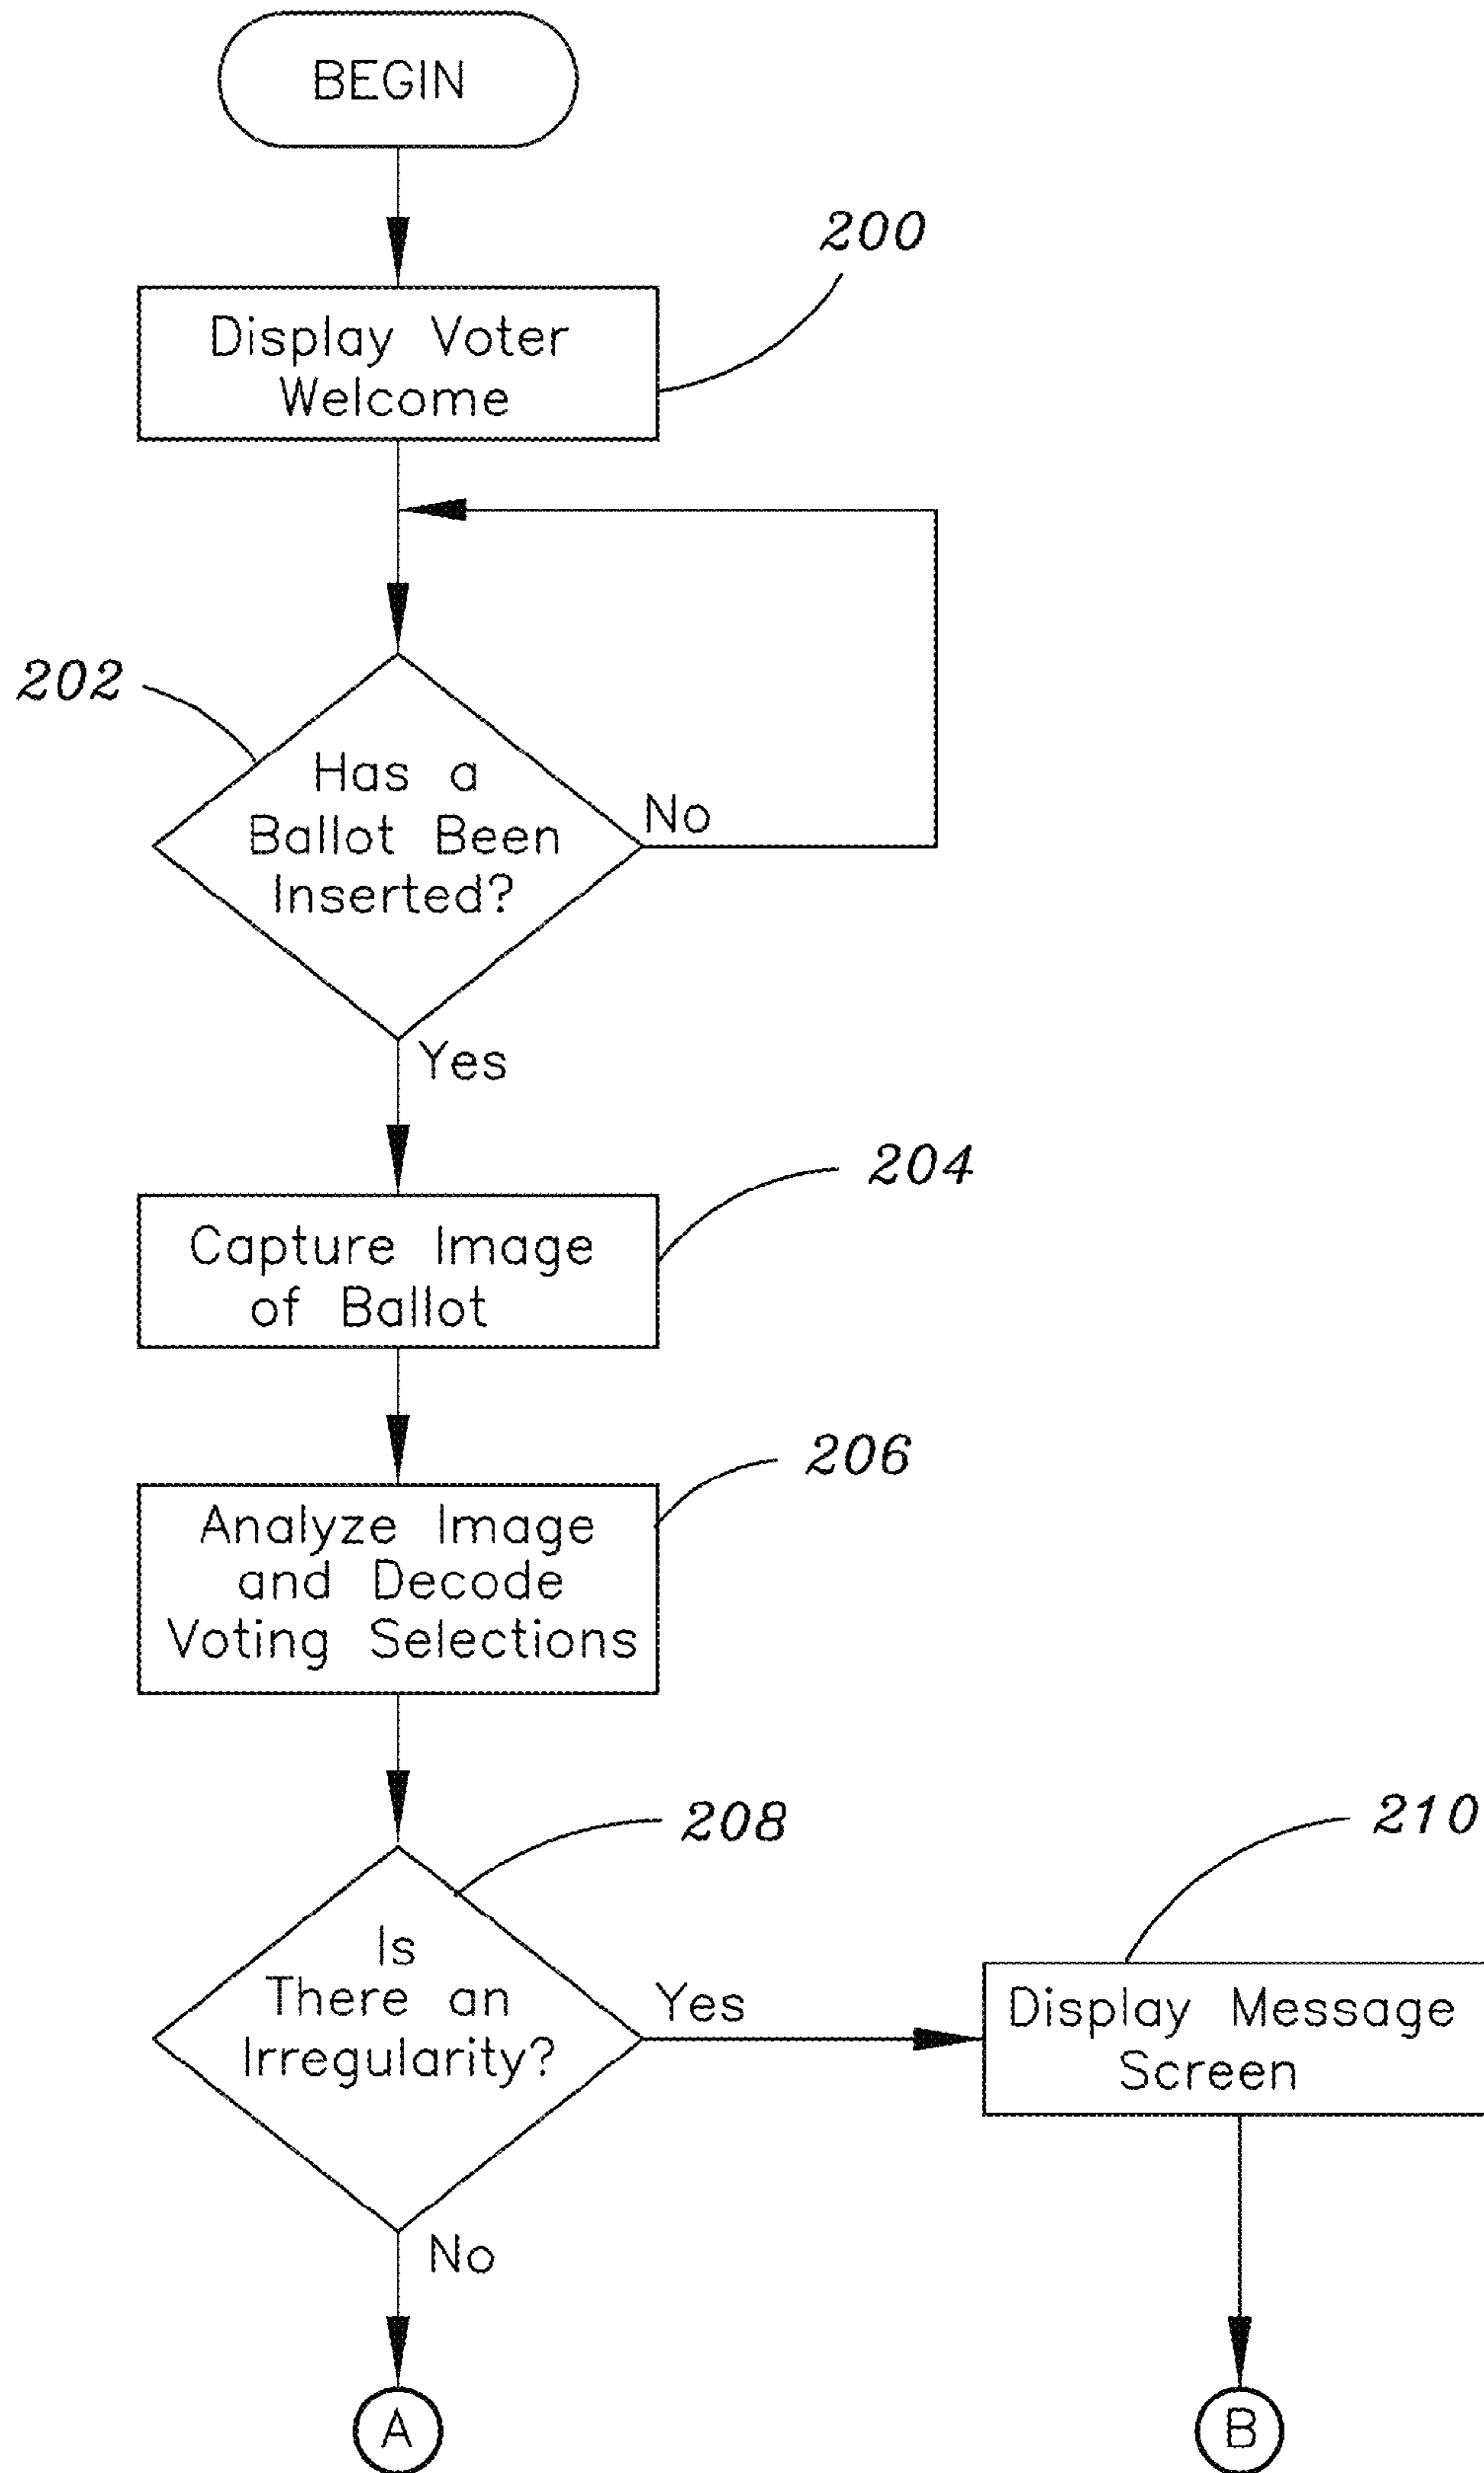 BEGIN
200
Display Voter
Welcome
202
Has a
Ballot Been
Inserted?
No
Yes
204
Capture Image
of Ballot
206
Analyze Image
and Decode
Voting Selections
208
210
Is
There an
Irregularity?
Yes
Display Message
Screen
No
A
B